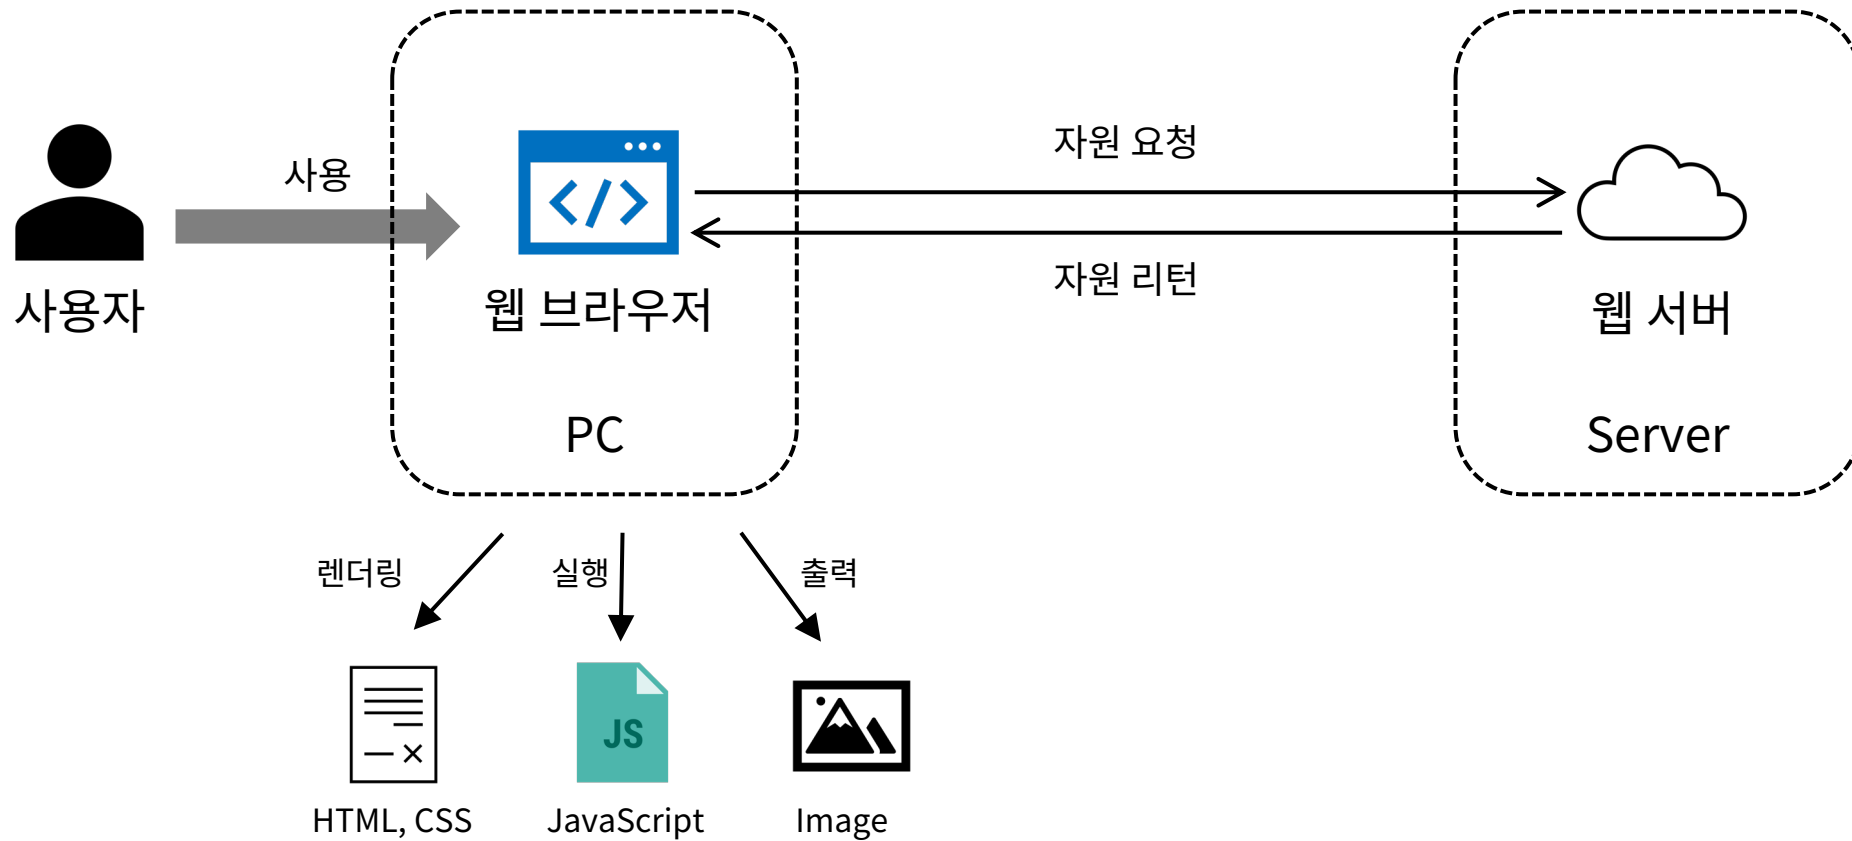 사용
자원 요청
자원 리턴
사용자
웹 브라우저
웹 서버
PC
Server
렌더링
실행
출력
JS
HTML, CSS
JavaScript
Image